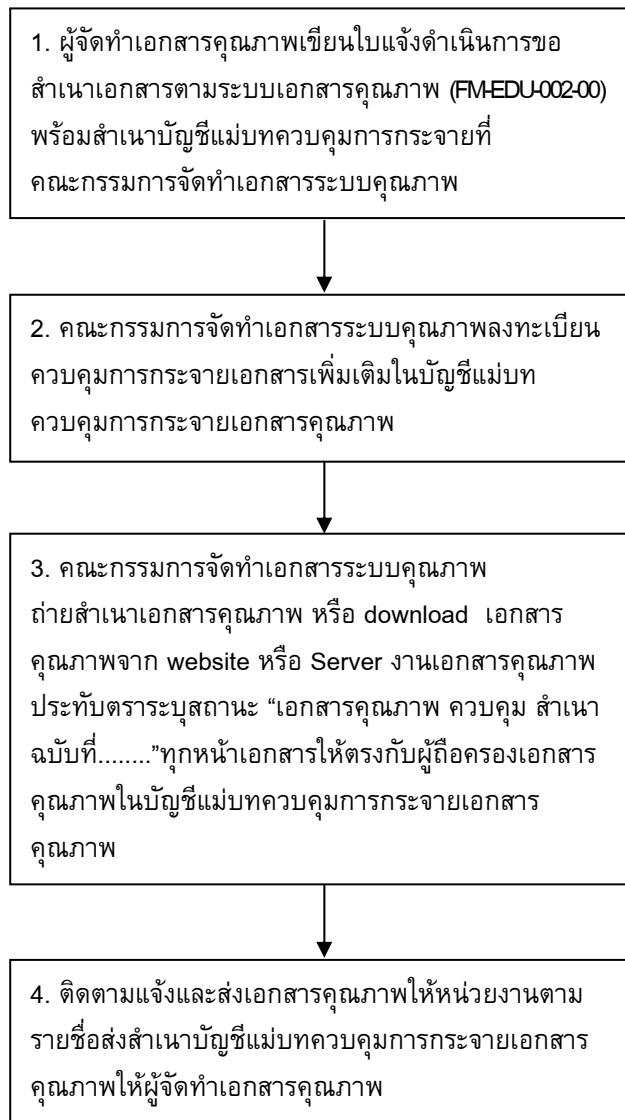 1. ผู้จัดทำเอกสารคุณภาพเขียนใบแจ้งดำเนินการขอ
สำเนาเอกสารตามระบบเอกสารคุณภาพ (FM-EDU-002-00)
พร้อมสำเนาบัญชีแม่บทควบคุมการกระจายที่
คณะกรรมการจัดทำเอกสารระบบคุณภาพ
2. คณะกรรมการจัดทำเอกสารระบบคุณภาพลงทะเบียน
ควบคุมการกระจายเอกสารเพิ่มเติมในบัญชีแม่บท
ควบคุมการกระจายเอกสารคุณภาพ
3. คณะกรรมการจัดทำเอกสารระบบคุณภาพ
ถ่ายสำเนาเอกสารคุณภาพ หรือ download เอกสาร
คุณภาพจาก website หรือ Server งานเอกสารคุณภาพ
ประทับตราระบุสถานะ “เอกสารคุณภาพ ควบคุม สำเนา
ฉบับที่........”ทุกหน้าเอกสารให้ตรงกับผู้ถือครองเอกสาร
คุณภาพในบัญชีแม่บทควบคุมการกระจายเอกสาร
คุณภาพ
4. ติดตามแจ้งและส่งเอกสารคุณภาพให้หน่วยงานตาม
รายชื่อส่งสำเนาบัญชีแม่บทควบคุมการกระจายเอกสาร
คุณภาพให้ผู้จัดทำเอกสารคุณภาพ